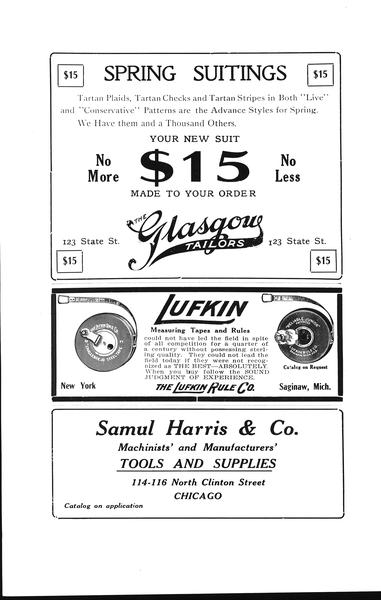 $15 SPRING SUITINGS $15
Tartan Plaids, Tartan Checks and Tartan Stripes in Both "Live"
and "Conservative" Patterns are the Advance Styles for Spring.
We Have them and a Thousand Others.
YOUR NEW SUIT
No More $15 No Less
MADE TO YOUR ORDER
THE Glasgow
TAILORS
123 State St. 123 State St.
$15 $15
LUFKIN
Measuring Tapes and Rules
could not have led the field in spite
of all competition for a quarter of
a century without possessing sterl-
ing quality. They could not lead the
field today if they were not recog-
nized as THE BEST—ABSOLUTELY
When you buy follow the SOUND
JUDGMENT OF EXPERIENCE.
Catalog on Request
New York THE LUFKIN RULE CO. Saginaw, Mich.
Samul Harris & Co.
Machinists' and Manufacturers'
TOOLS AND SUPPLIES
114-116 North Clinton Street
CHICAGO
Catalog on application